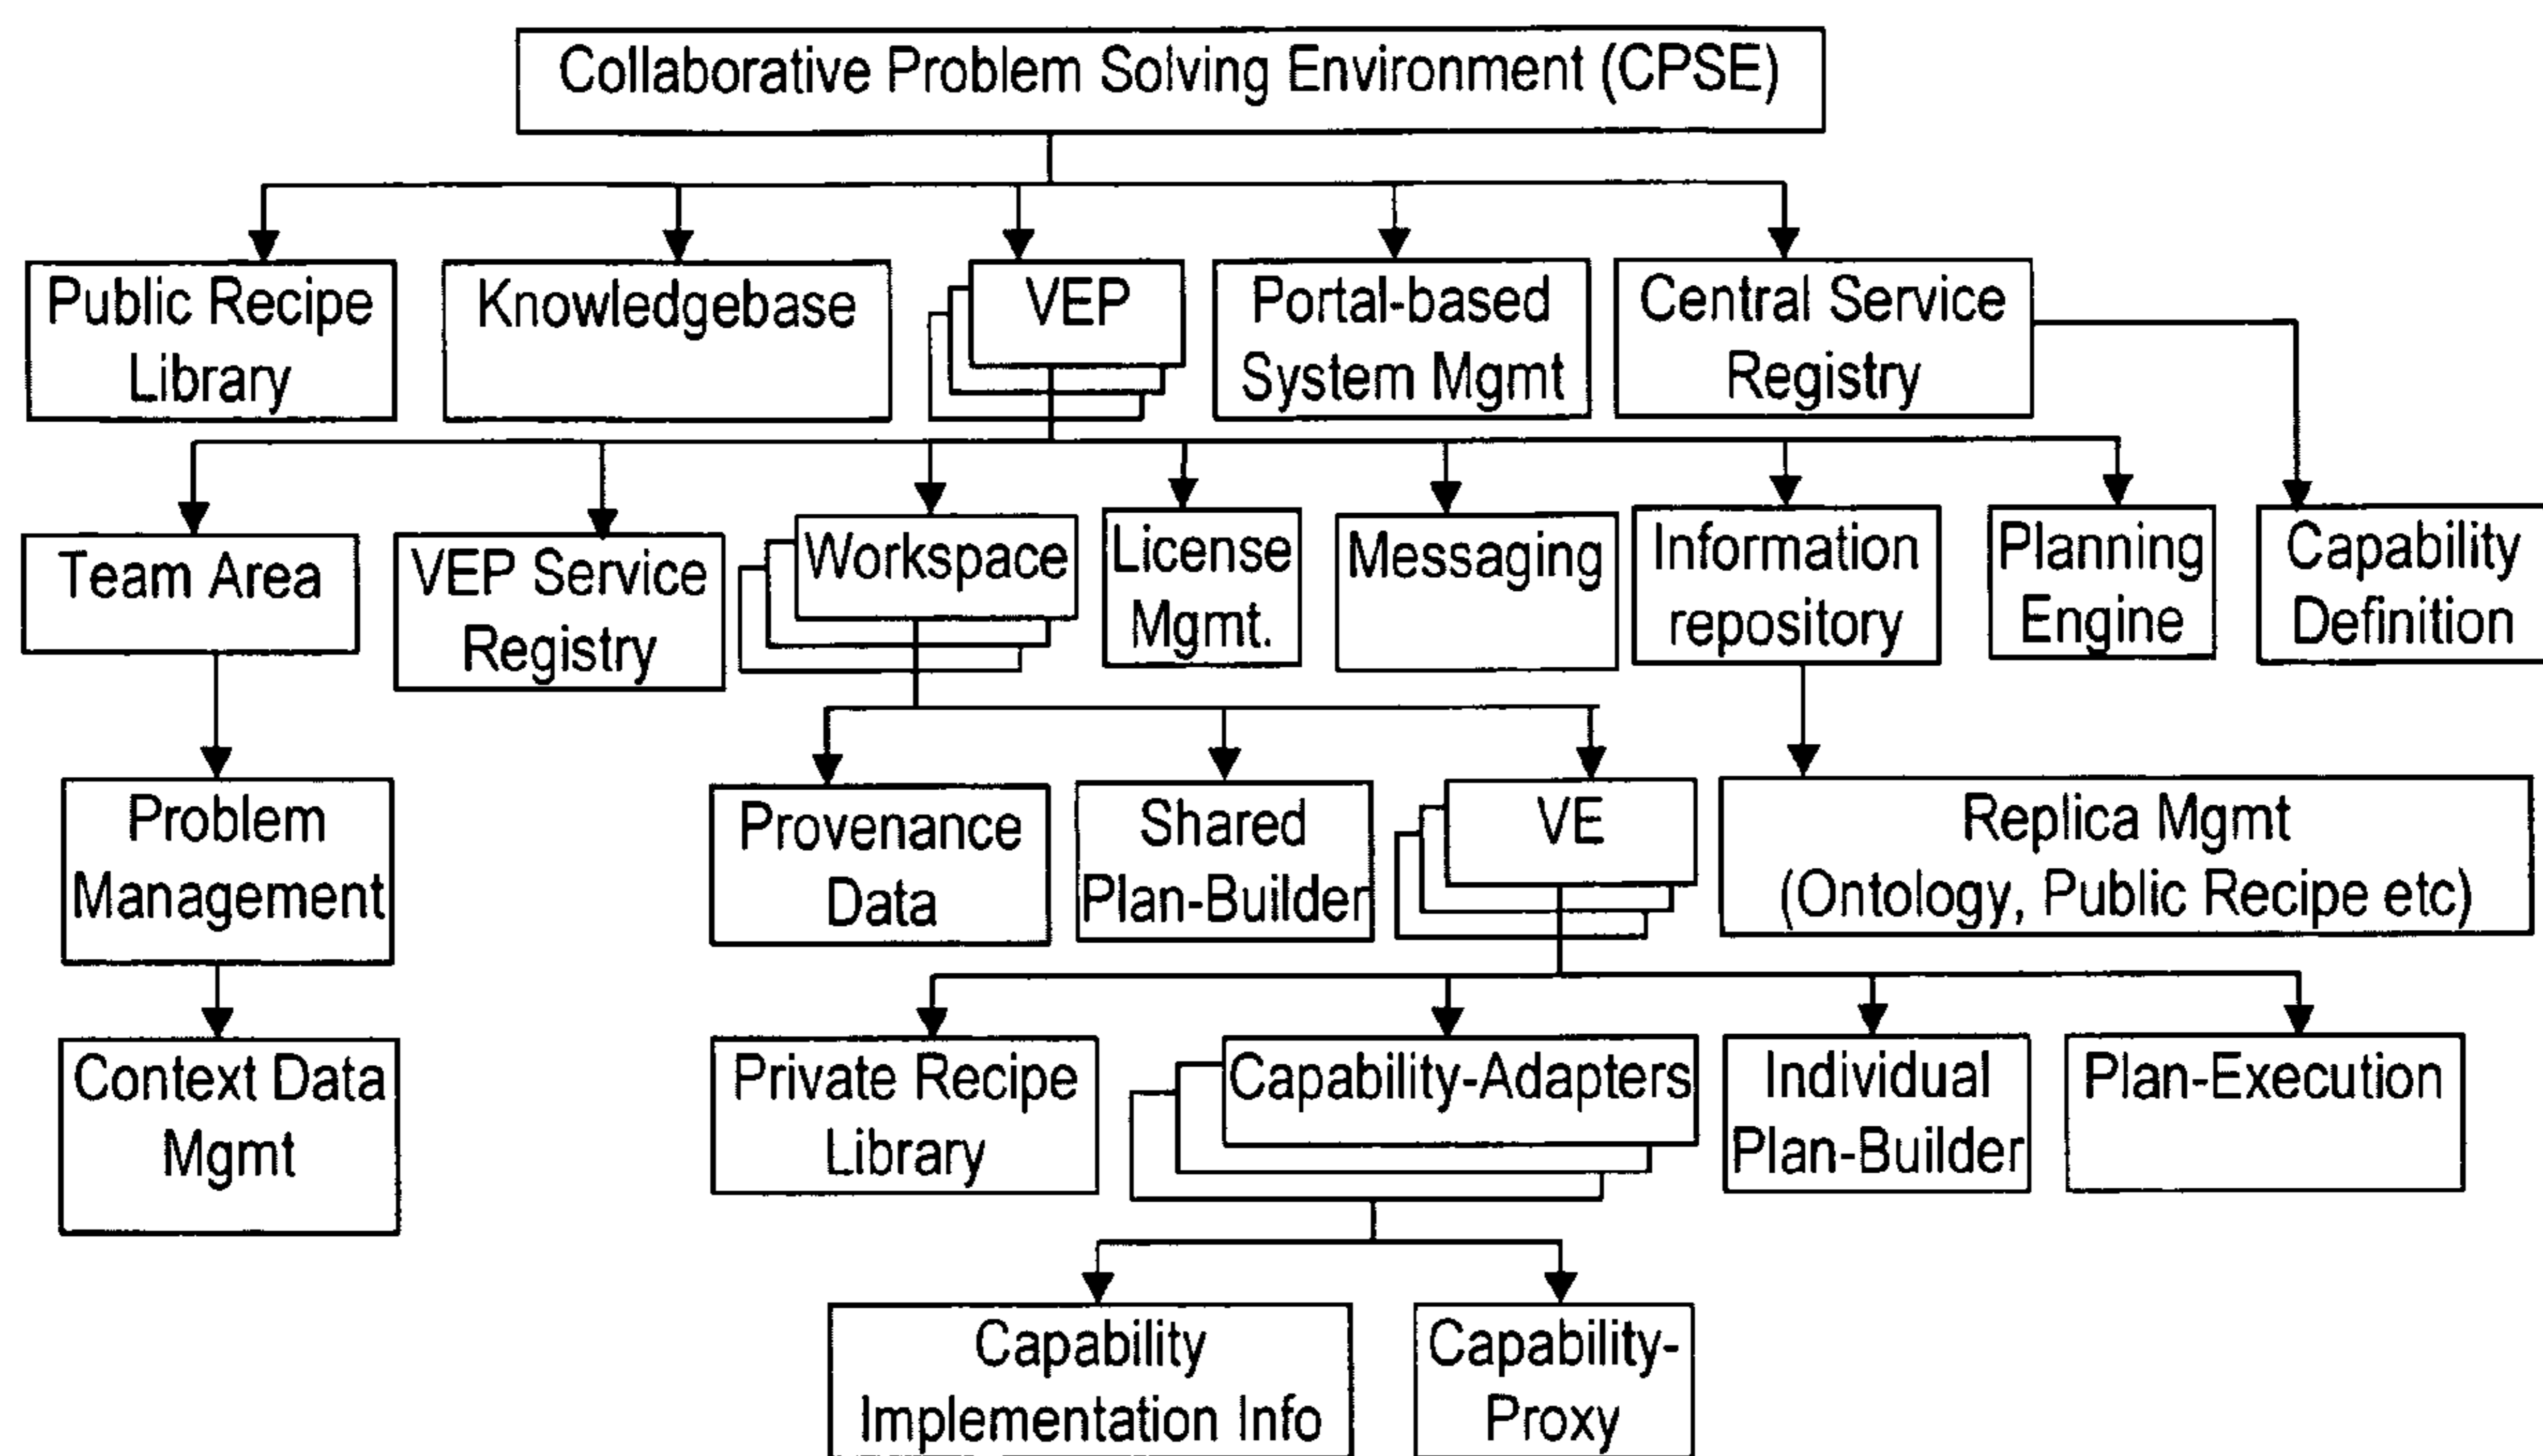 Collaborative Problem Solving Environment (CPSE)
Public Recipe
Library
Knowledgebase
VEP
Portal-based
System Mgmt
Central Service
Registry
Team Area
VEP Service
Registry
Workspace
License
Mgmt.
Messaging
Information
repository
Planning
Engine
Capability
Definition
Problem
Management
Provenance
Data
Shared
Plan-Builder
VE
Replica Mgmt
(Ontology, Public Recipe etc)
Context Data
Mgmt
Private Recipe
Library
Capability-Adapters
Individual
Plan-Builder
Plan-Execution
Capability
Implementation Info
Capability-
Proxy